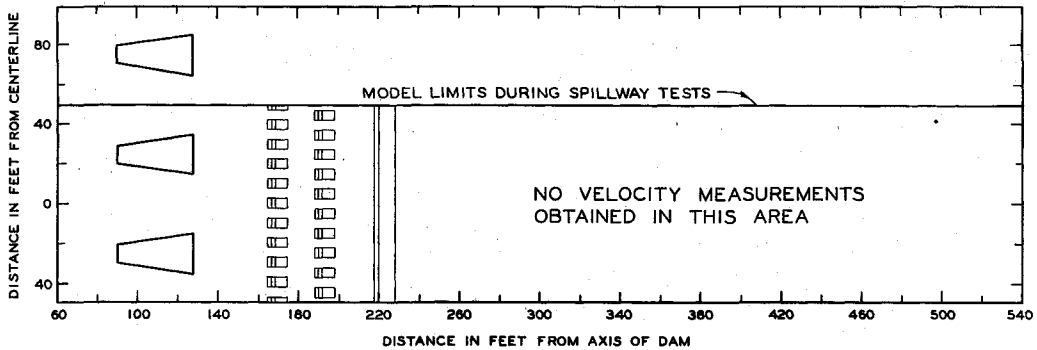 DISTANCE IN FEET FROM CENTERLINE
80
40
0
40
MODEL LIMITS DURING SPILLWAY TESTS
NO VELOCITY MEASUREMENTS
OBTAINED IN THIS AREA
60 100 140 180 220 260 300 340 380 420 460 500 540
DISTANCE IN FEET FROM AXIS OF DAM